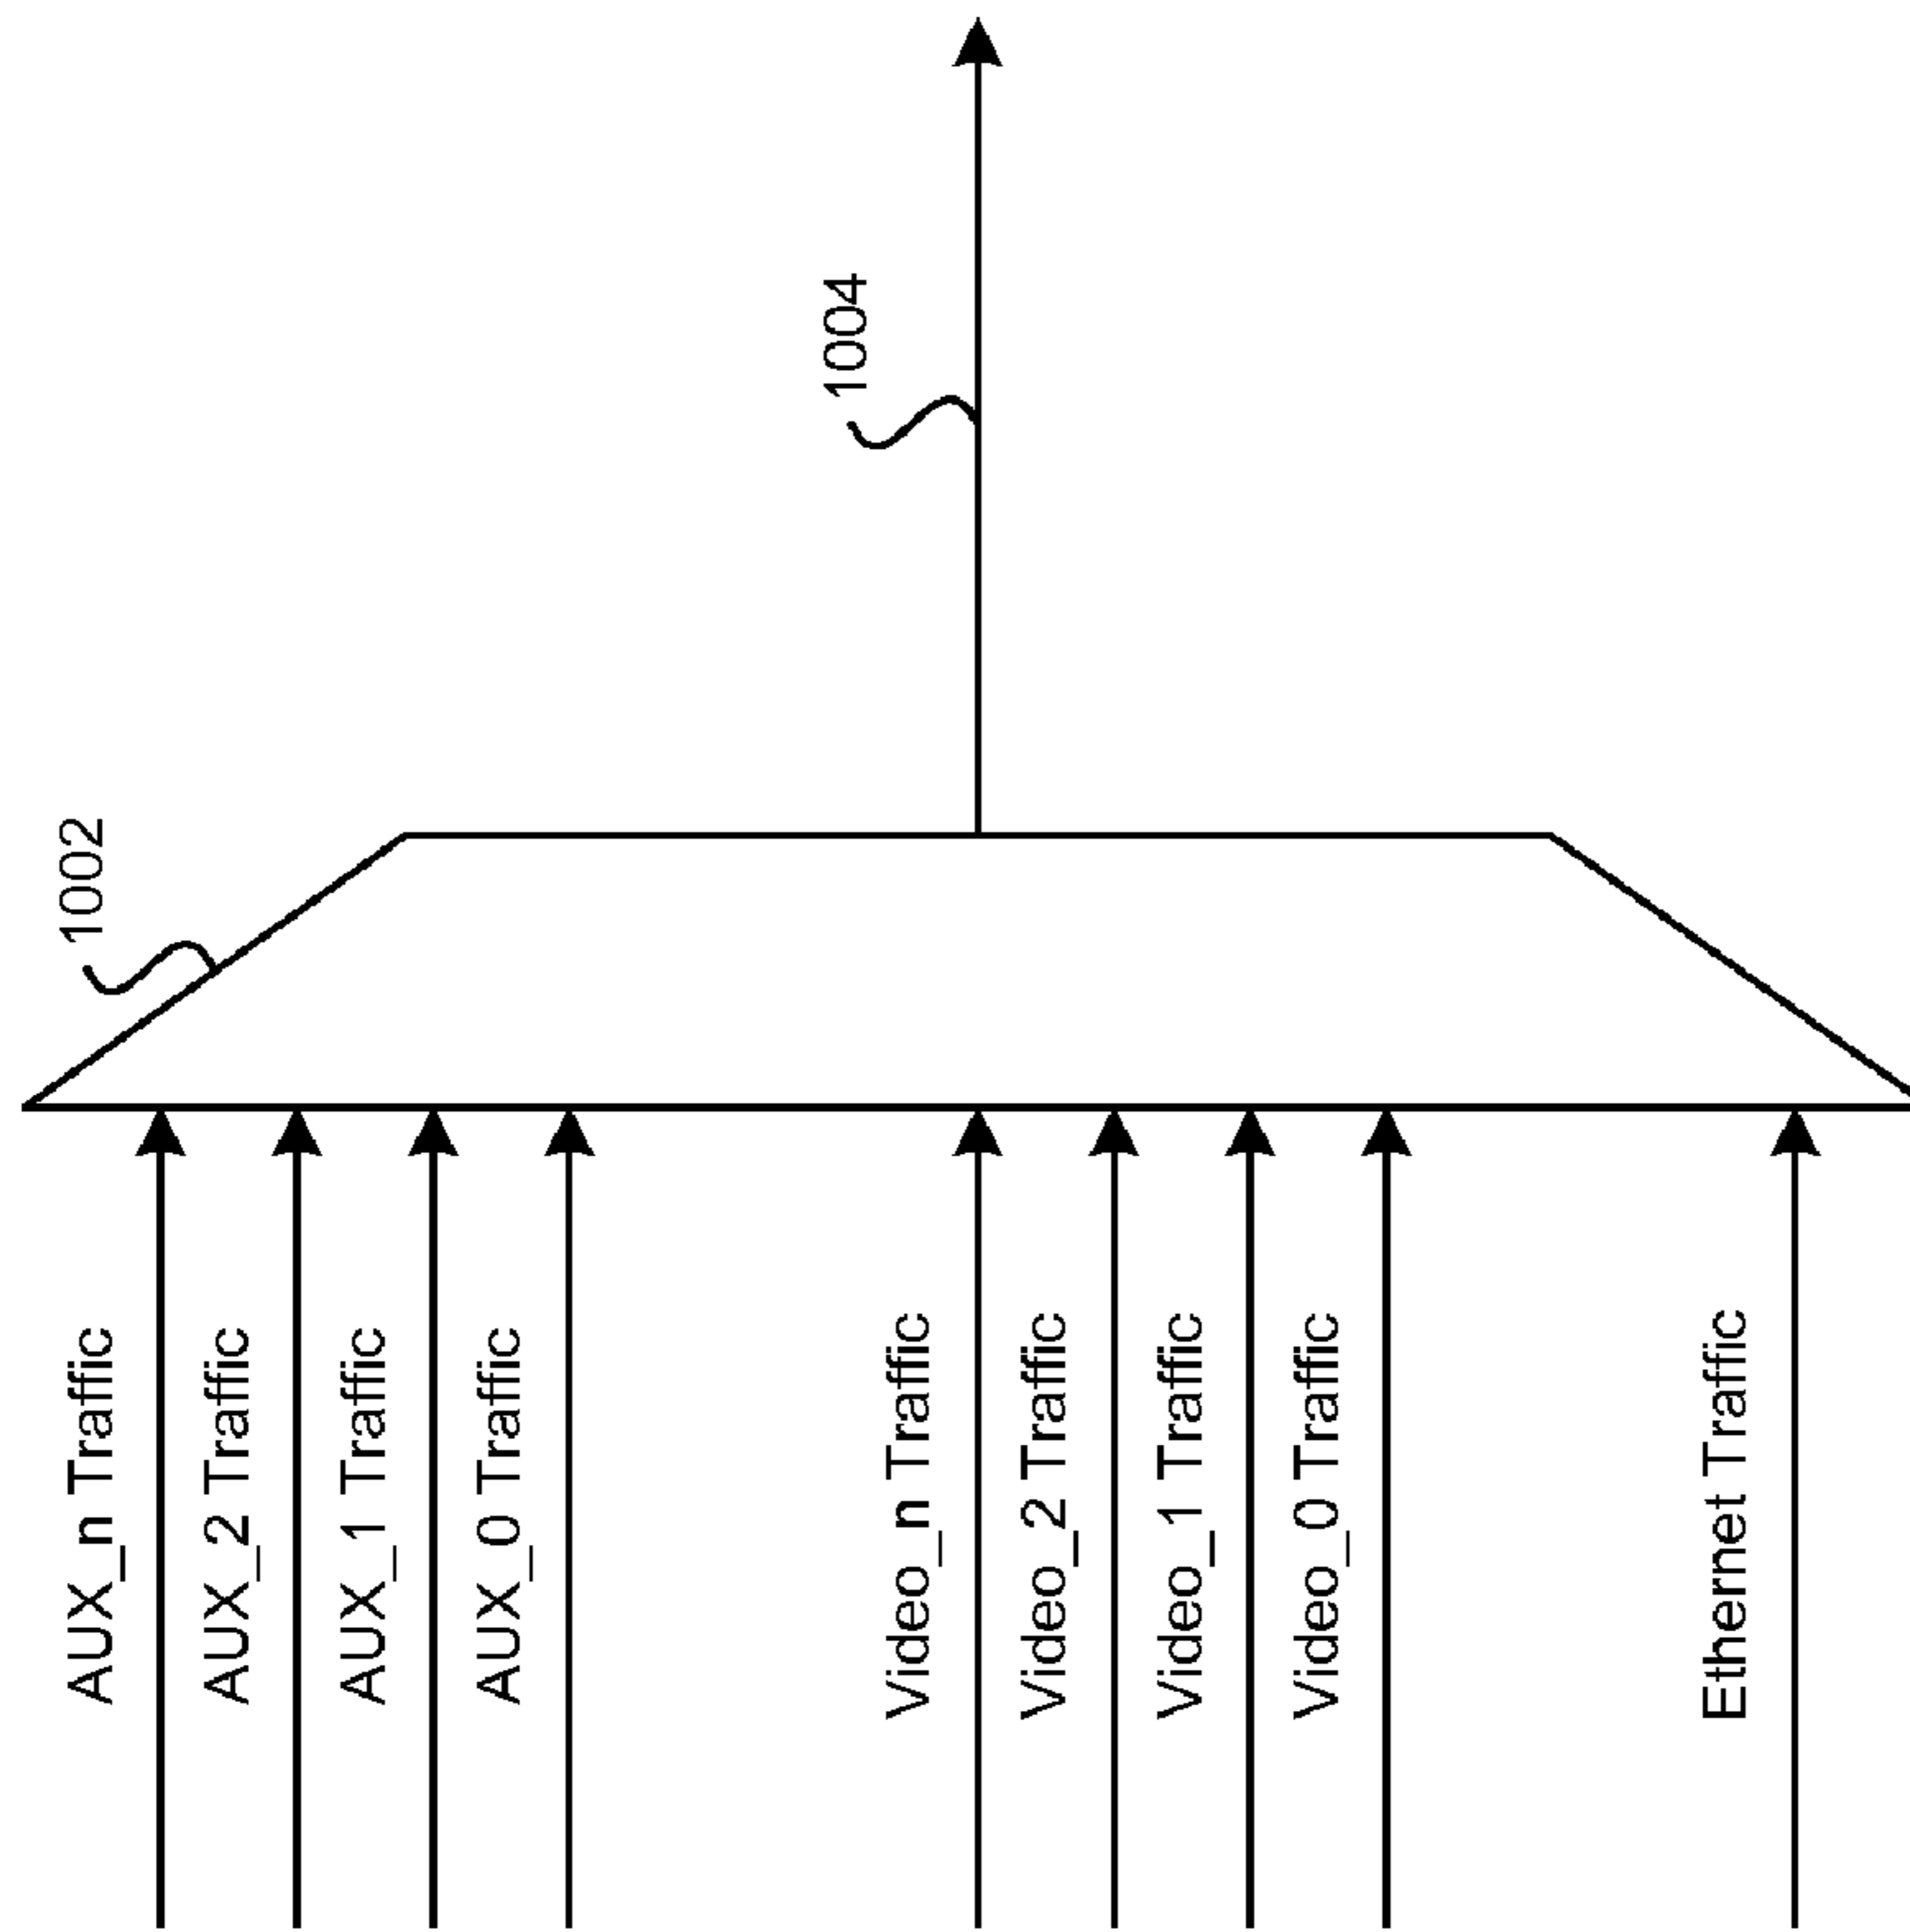 AUX_n Traffic
AUX_2 Traffic
AUX_1 Traffic
AUX_0 Traffic
Video_n Traffic
Video_2 Traffic
Video_1 Traffic
Video_0 Traffic
Ethernet Traffic
1002
1004